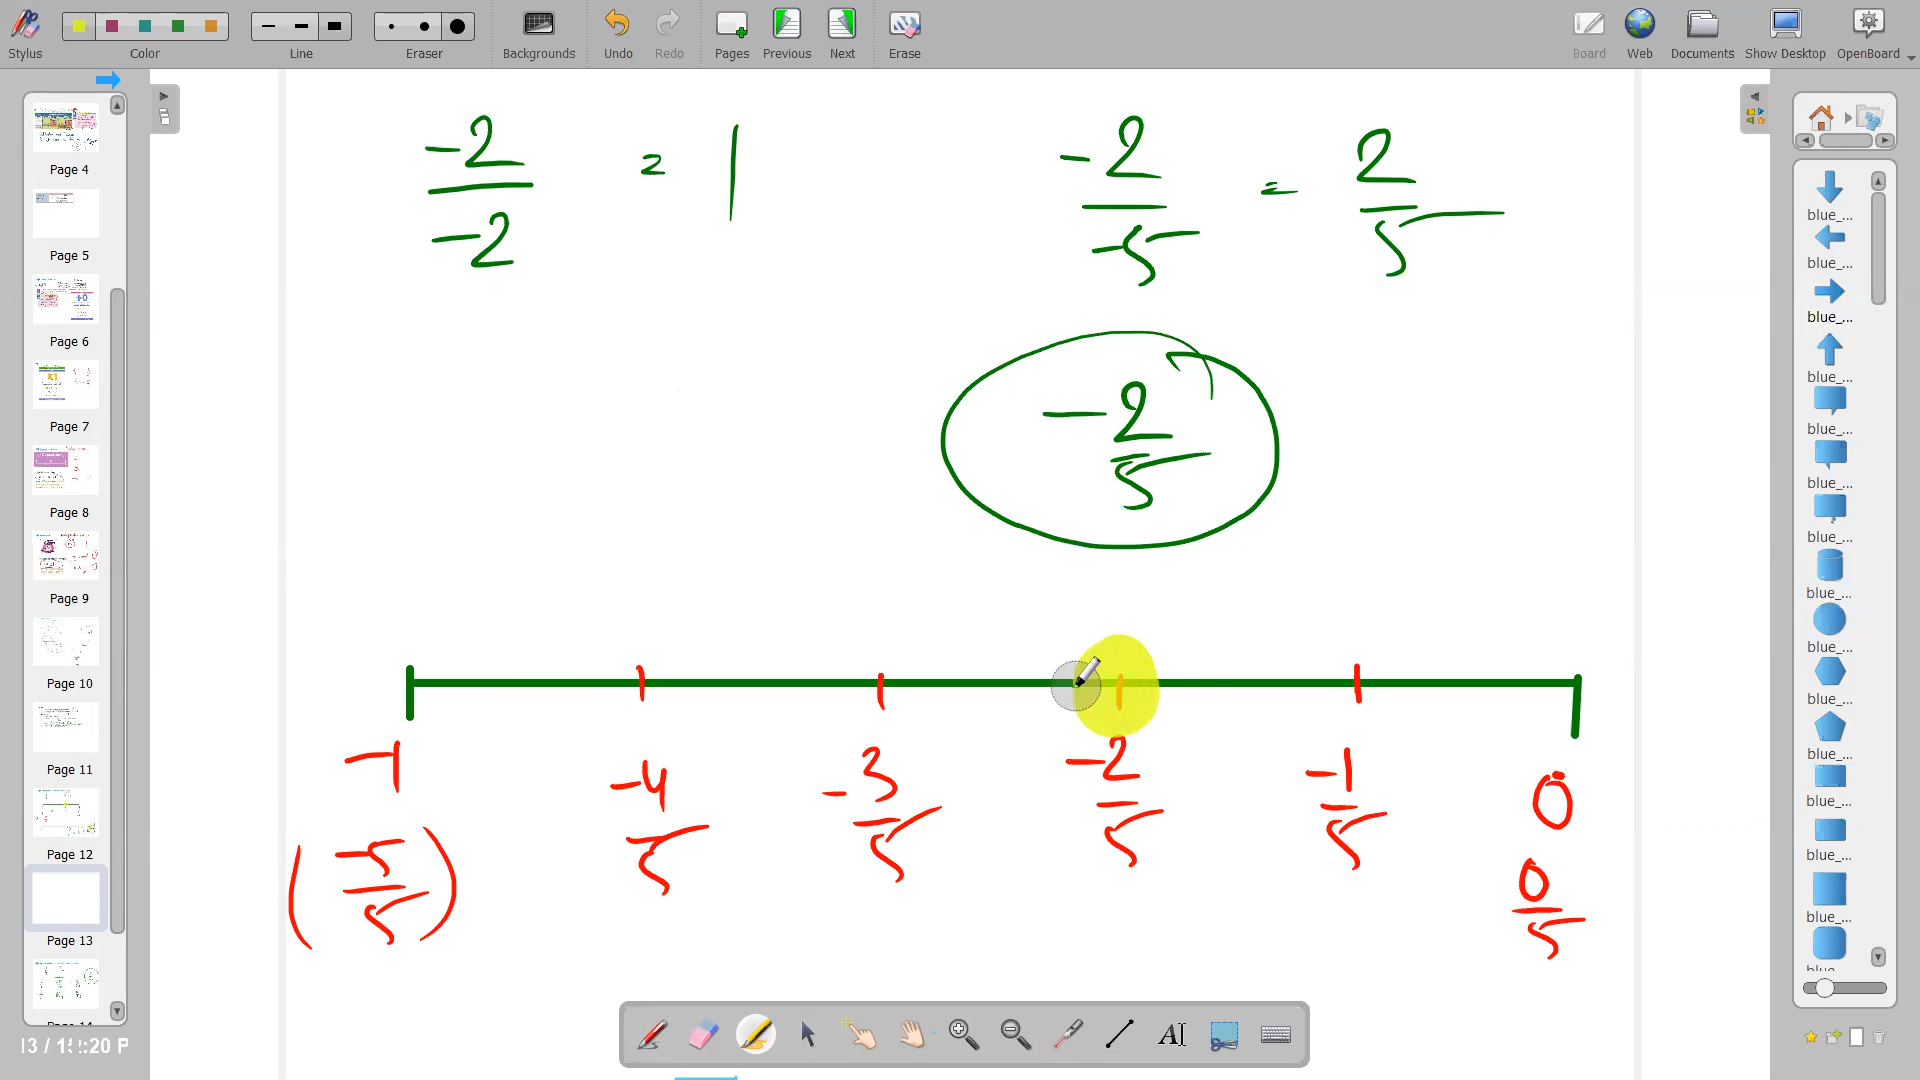 Stylus
Color
Line
Eraser
Backgrounds
Undo
Redo
Pages
Previous
Next
Erase
Board
Web
Documents
Show Desktop
OpenBoard
Page 4
Page 5
Page 6
Page 7
Page 8
Page 9
Page 10
Page 11
Page 12
Page 13
-2/-2 = 1
-2/-5 = 2/5
-2/5
-1 -4/5 -3/5 -2/5 -1/5 0
(-5/5) 0/5
blue_...
blue_...
blue_...
blue_...
blue_...
blue_...
blue_...
blue_...
blue_...
blue_...
blue_...
blue_...
blue_...
blue_...
AI